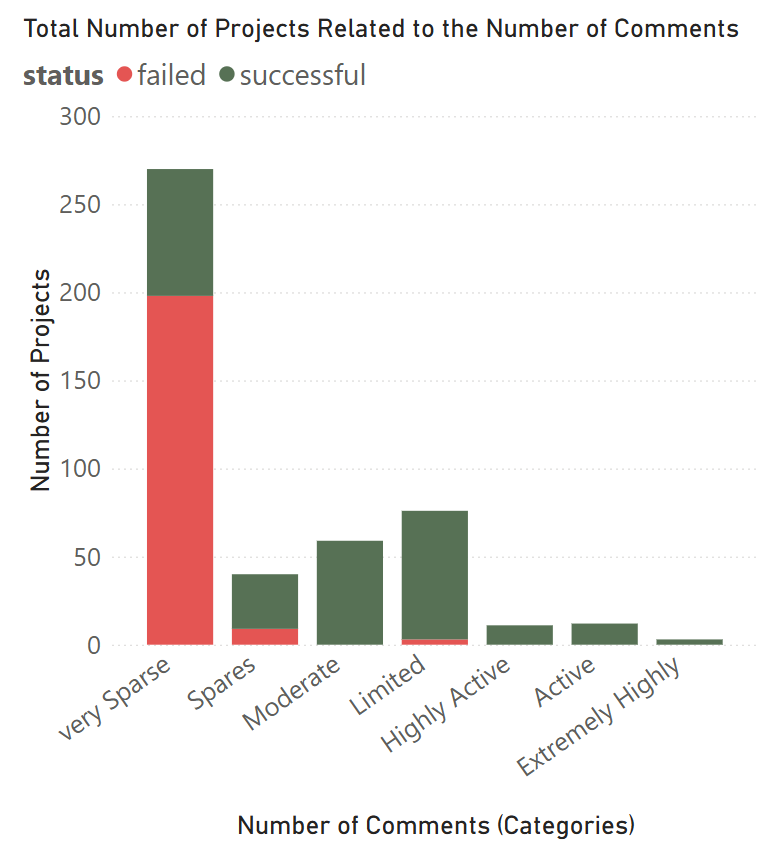 Total Number of Projects Related to the Number of Comments
status failed successful
300
250
200
150
100
50
0
Number of Projects
very Sparse
Spares
Moderate
Limited
Highly Active
Active
Extremely Highly
Number of Comments (Categories)